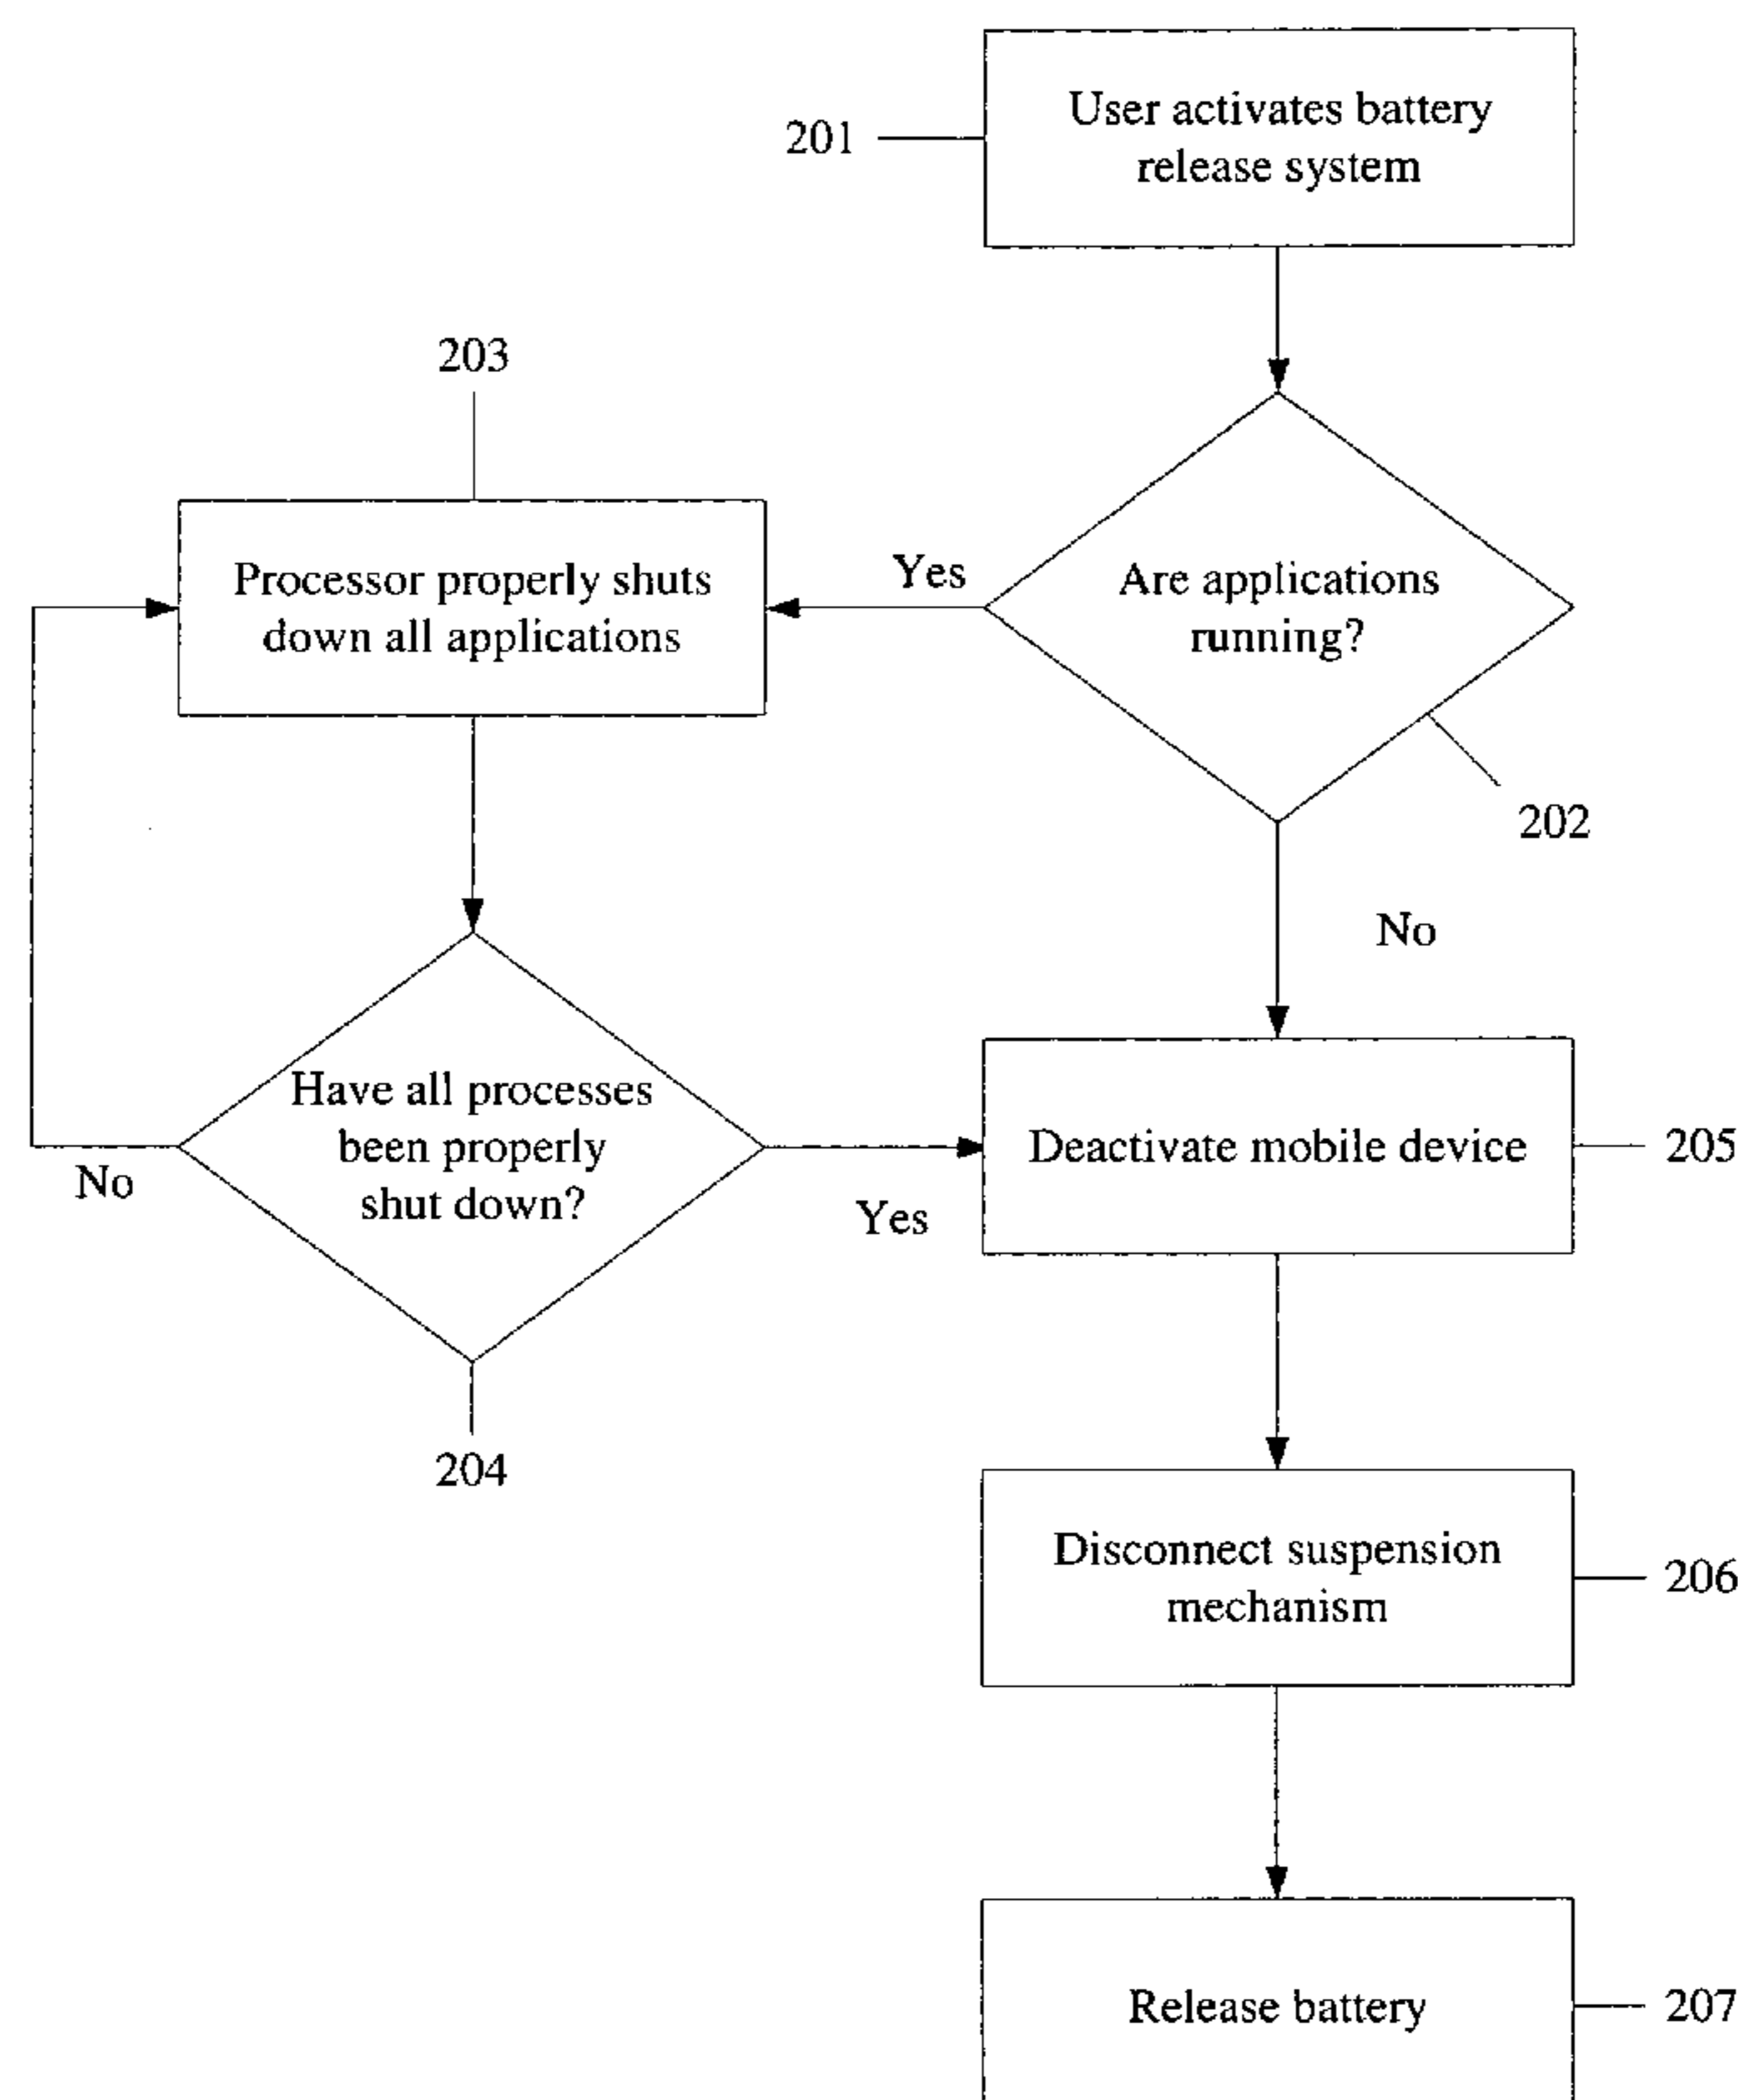 User activates battery
release system
201
203
Processor properly shuts
down all applications
Yes
Are applications
running?
202
No
Have all processes
been properly
shut down?
No
Yes
204
Deactivate mobile device
205
Disconnect suspension
mechanism
206
Release battery
207